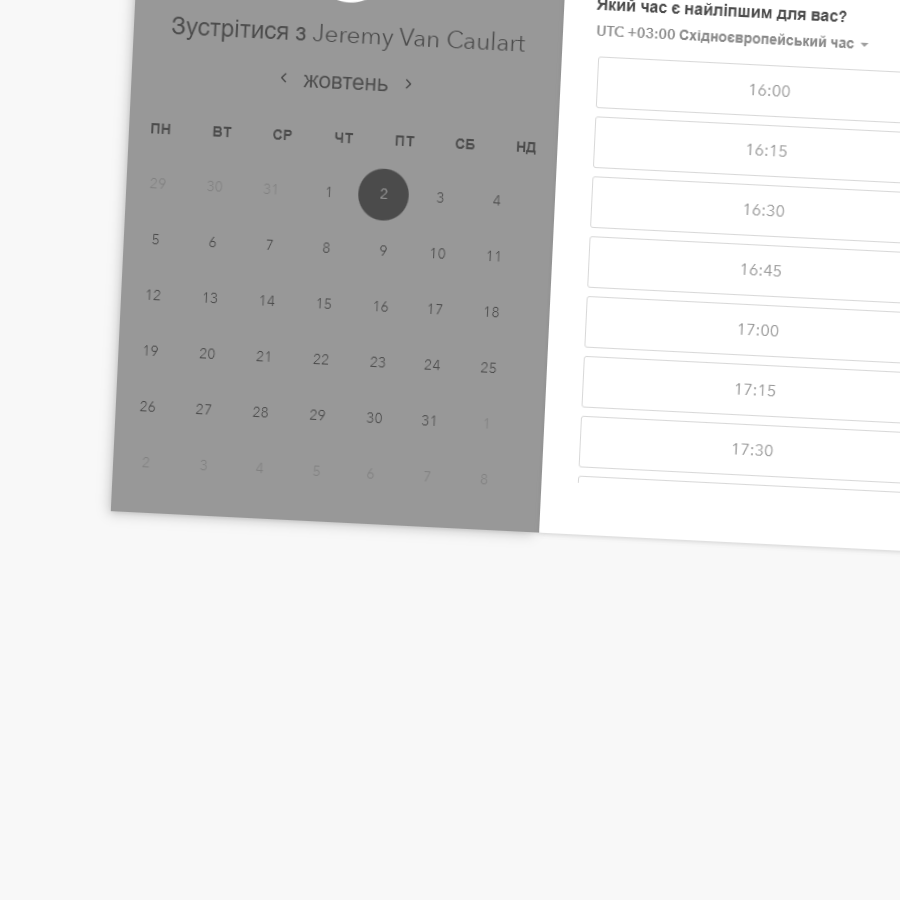 Зустрітися з Jeremy Van Caulart
‹ жовтень ›
ПН ВТ СР ЧТ ПТ СБ НД
29 30 31 1 2 3 4
5 6 7 8 9 10 11
12 13 14 15 16 17 18
19 20 21 22 23 24 25
26 27 28 29 30 31 1
2 3 4 5 6 7 8
Який час є найліпшим для вас?
UTC +03:00 Східноєвропейський час
16:00
16:15
16:30
16:45
17:00
17:15
17:30